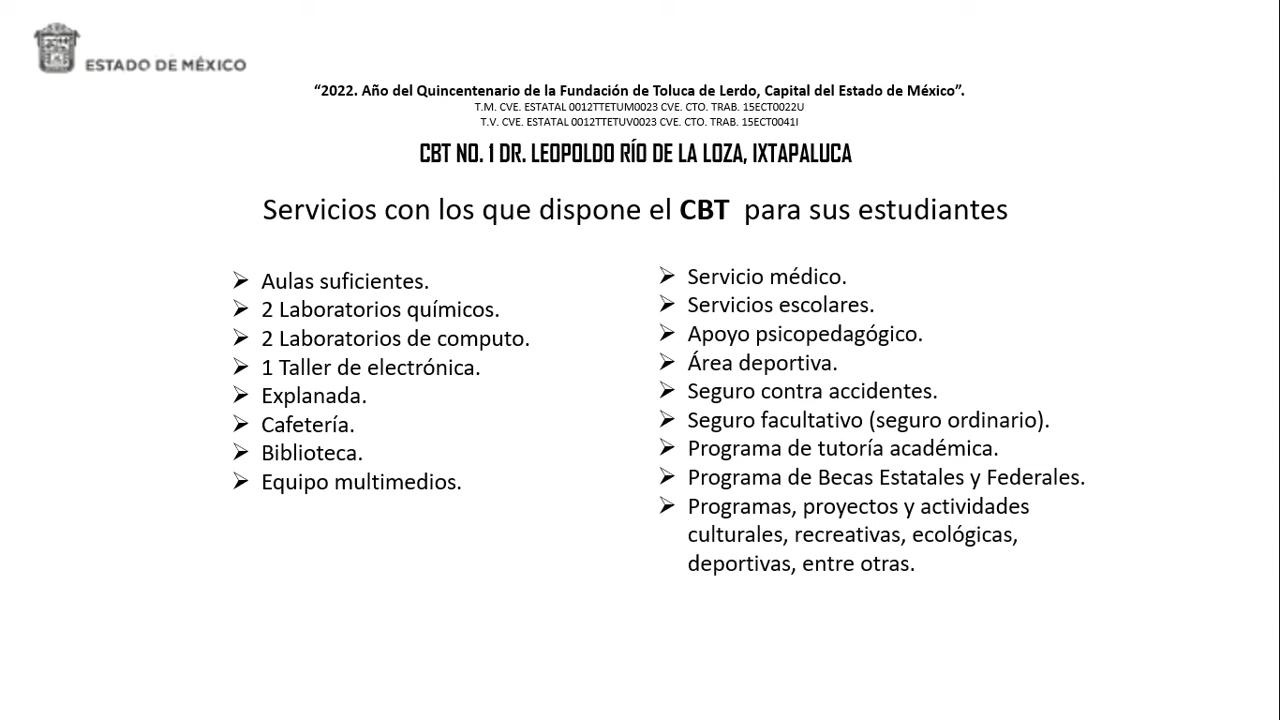 ESTADO DE MÉXICO
“2022. Año del Quincentenario de la Fundación de Toluca de Lerdo, Capital del Estado de México”.
T.M. CVE. ESTATAL 0012TTETUM0023 CVE. CTO. TRAB. 15ECT0022U
T.V. CVE. ESTATAL 0012TTETUV0023 CVE. CTO. TRAB. 15ECT0041I
CBT NO. 1 DR. LEOPOLDO RÍO DE LA LOZA, IXTAPALUCA
Servicios con los que dispone el CBT para sus estudiantes
Aulas suficientes.
2 Laboratorios químicos.
2 Laboratorios de computo.
1 Taller de electrónica.
Explanada.
Cafetería.
Biblioteca.
Equipo multimedios.
Servicio médico.
Servicios escolares.
Apoyo psicopedagógico.
Área deportiva.
Seguro contra accidentes.
Seguro facultativo (seguro ordinario).
Programa de tutoría académica.
Programa de Becas Estatales y Federales.
Programas, proyectos y actividades
culturales, recreativas, ecológicas,
deportivas, entre otras.